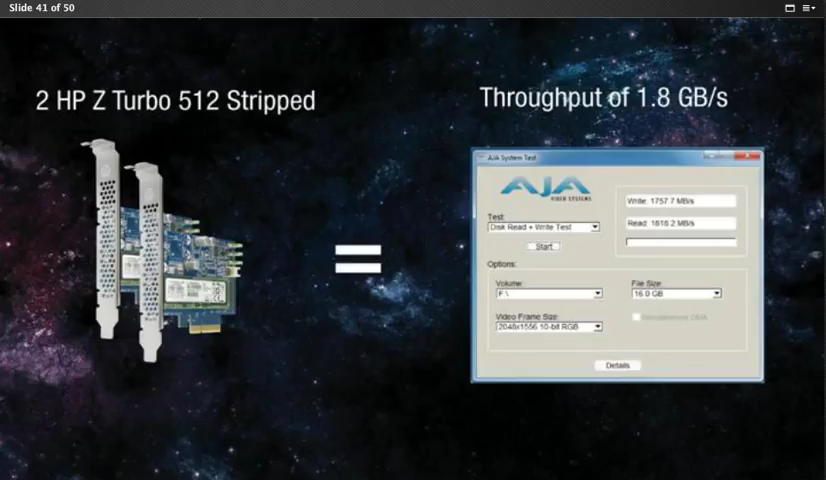 Slide 41 of 50
2 HP Z Turbo 512 Stripped
Throughput of 1.8 GB/s
AJA System Test
AJA
VIDEO SYSTEMS
Write: 1757.7 MB/s
Read: 1818.2 MB/s
Test:
Disk Read + Write Test
Start
Options:
Volume:
F:\
File Size:
16.0 GB
Video Frame Size:
2048x1556 10-bit RGB
Details